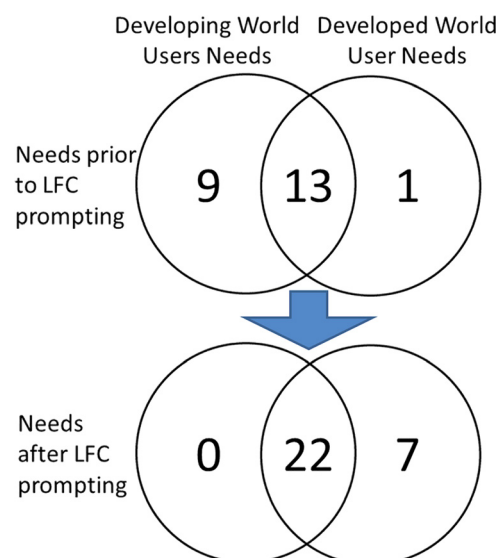 Developing World Developed World
Users Needs User Needs
Needs prior
to LFC
prompting
9 13 1
Needs
after LFC
prompting
0 22 7